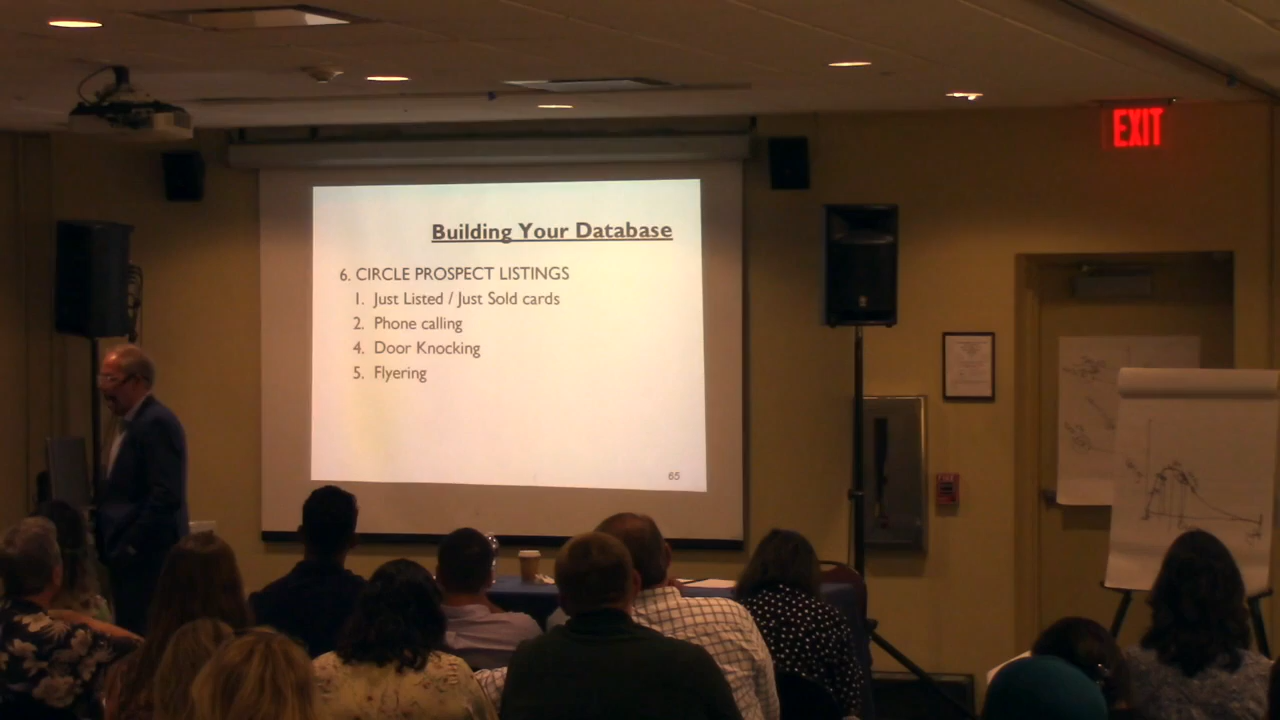 EXIT
Building Your Database
6. CIRCLE PROSPECT LISTINGS
1. Just Listed / Just Sold cards
2. Phone calling
4. Door Knocking
5. Flyering
65